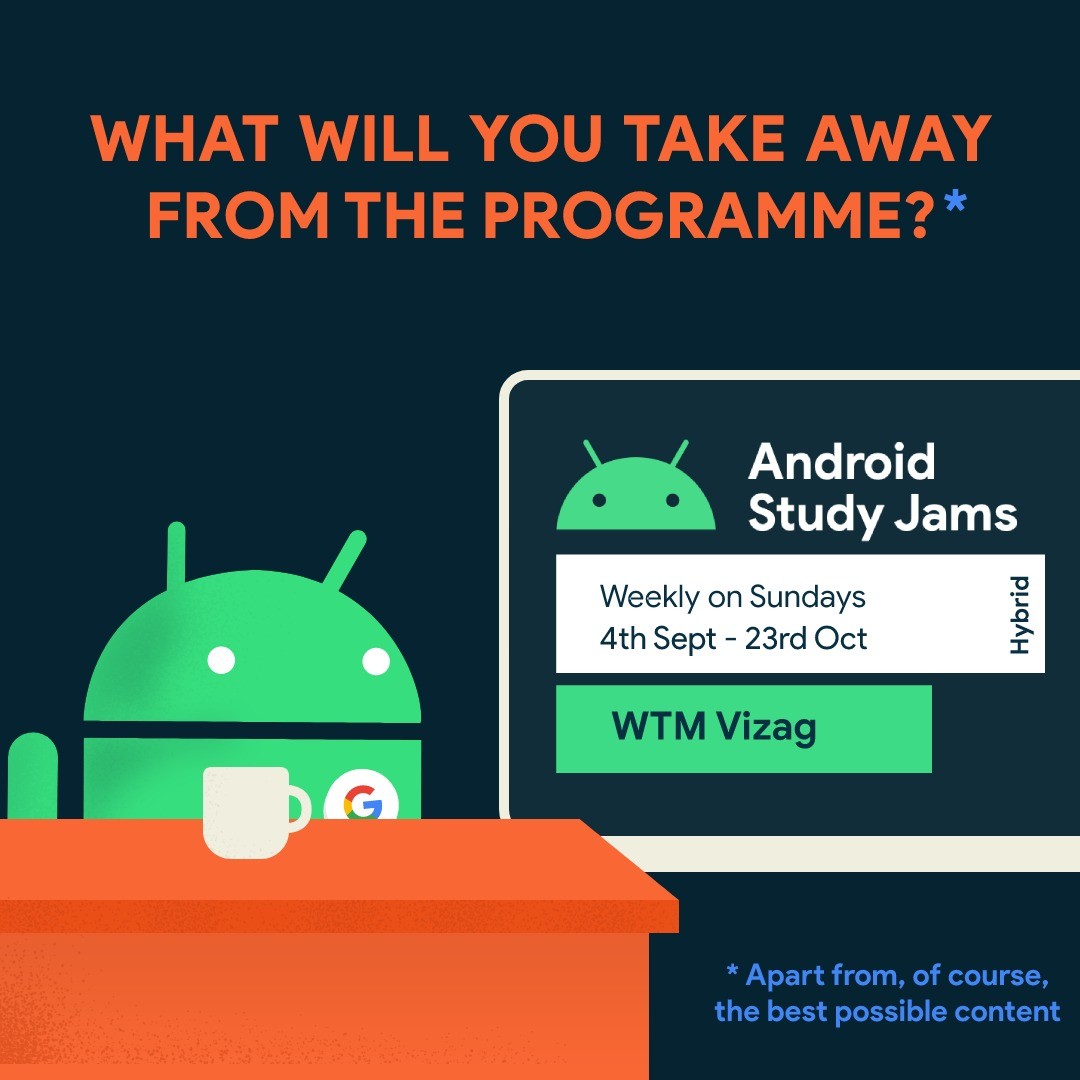 WHAT WILL YOU TAKE AWAY
FROM THE PROGRAMME?*
Android
Study Jams
Weekly on Sundays
4th Sept - 23rd Oct
Hybrid
WTM Vizag
G
* Apart from, of course,
the best possible content